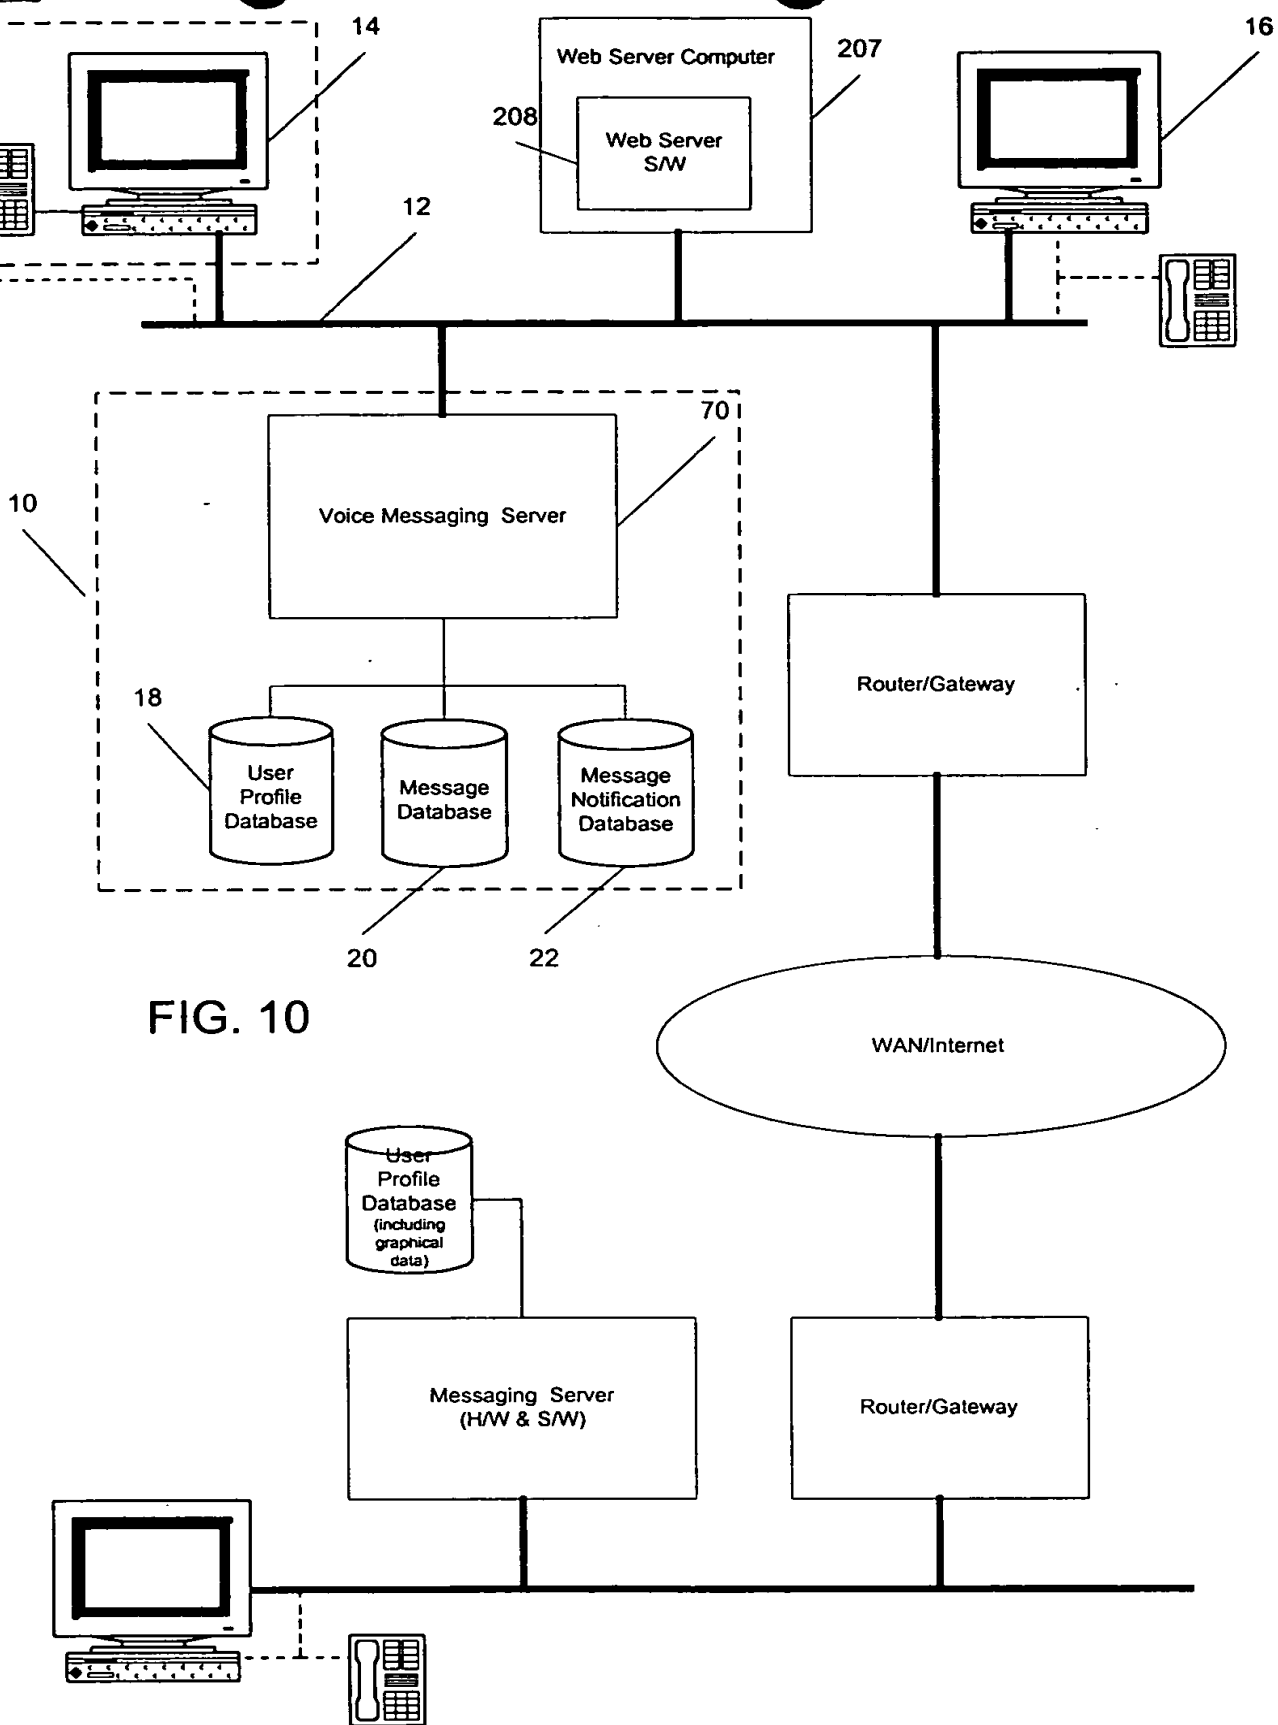 14
Web Server Computer
207
16
208
Web Server
S/W
12
70
10
Voice Messaging Server
Router/Gateway
18
User
Profile
Database
Message
Database
Message
Notification
Database
20
22
FIG. 10
WAN/Internet
User
Profile
Database
(including
graphical
data)
Messaging Server
(H/W & S/W)
Router/Gateway